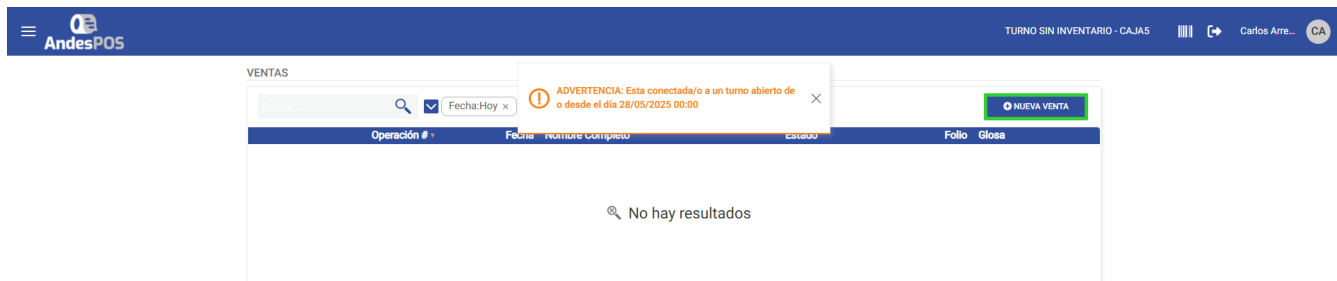 AndesPOS
TURNO SIN INVENTARIO - CAJA5
Carlos Arre...
CA
VENTAS
ADVERTENCIA: Esta conectada/o a un turno abierto de
o desde el día 28/05/2025 00:00
Buscar
Fecha:Hoy ×
NUEVA VENTA
Operación #
Fecha
Nombre Completo
Estado
Folio
Glosa
No hay resultados